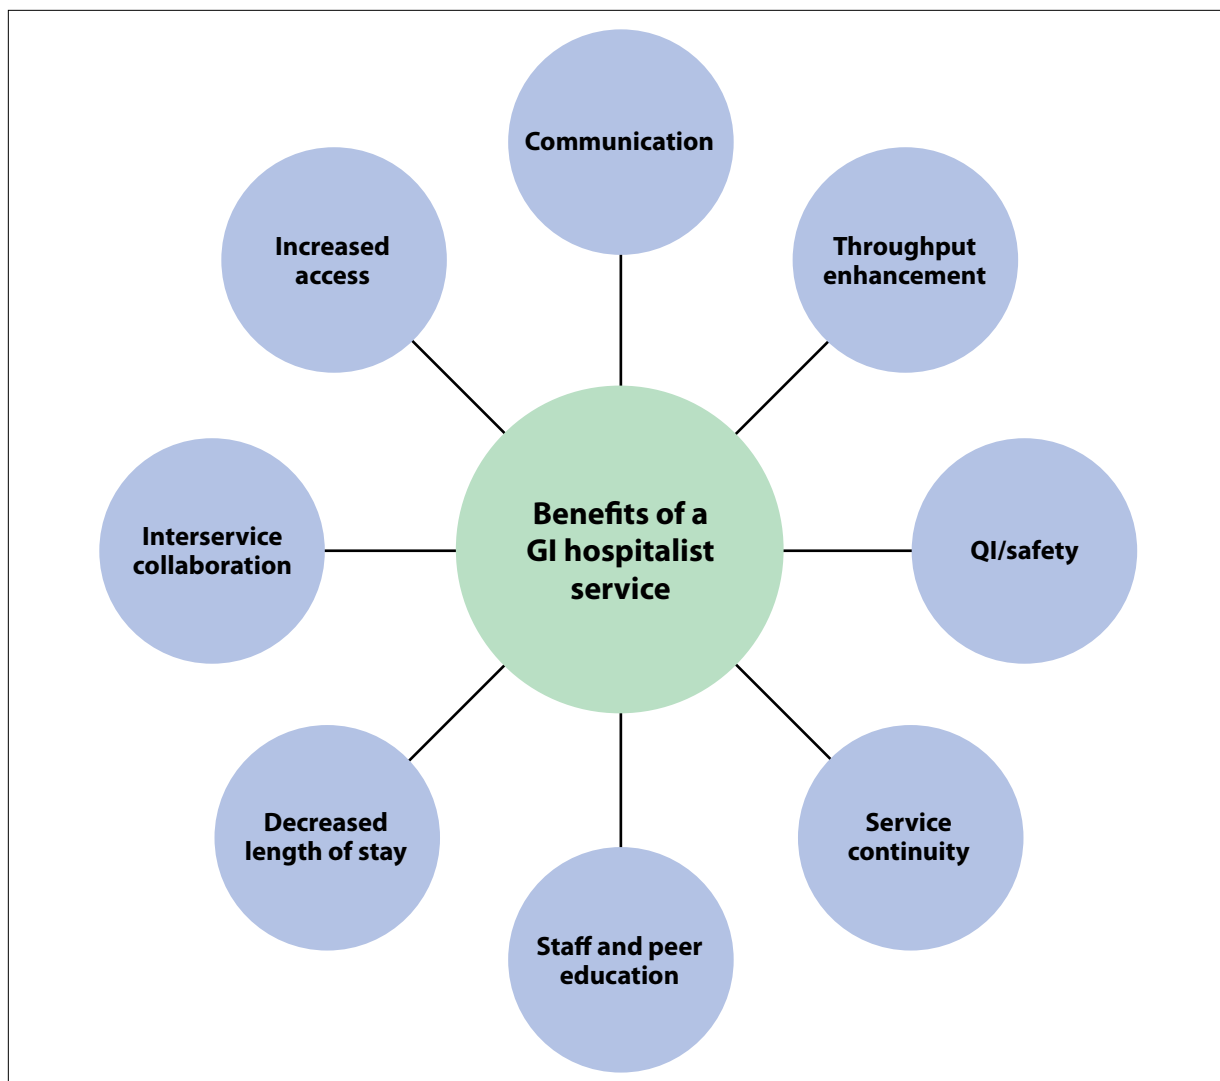 Communication
Throughput
enhancement
QI/safety
Service
continuity
Staff and peer
education
Decreased
length of stay
Interservice
collaboration
Increased
access
Benefits of a
GI hospitalist
service